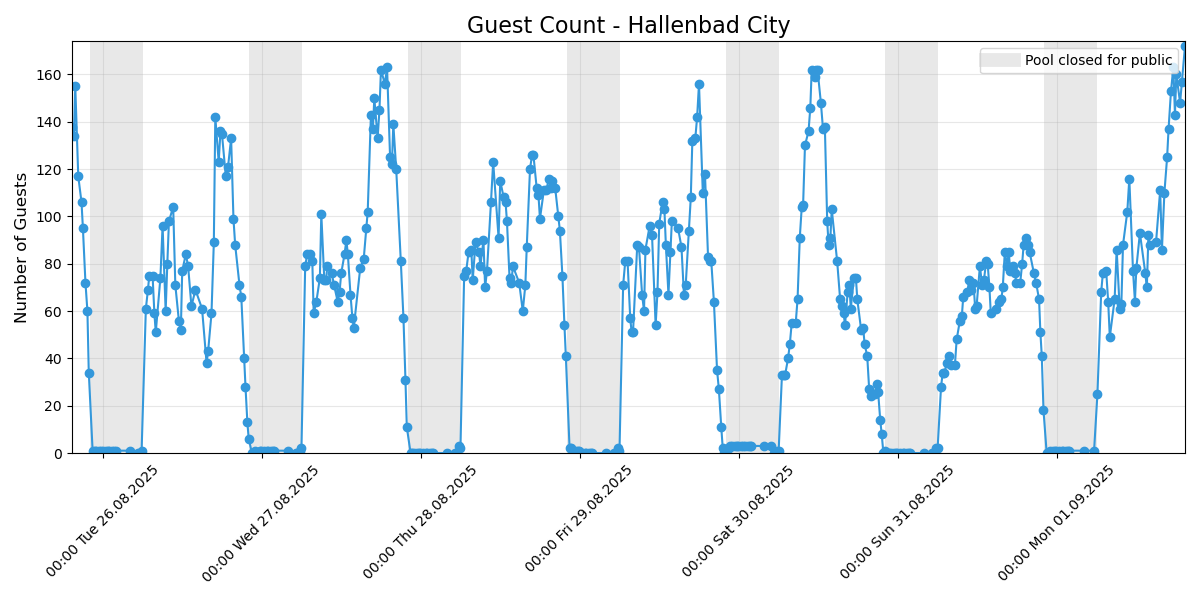 Guest Count - Hallenbad City
Pool closed for public
Number of Guests
160
140
120
100
80
60
40
20
0
00:00 Tue 26.08.2025
00:00 Wed 27.08.2025
00:00 Thu 28.08.2025
00:00 Fri 29.08.2025
00:00 Sat 30.08.2025
00:00 Sun 31.08.2025
00:00 Mon 01.09.2025